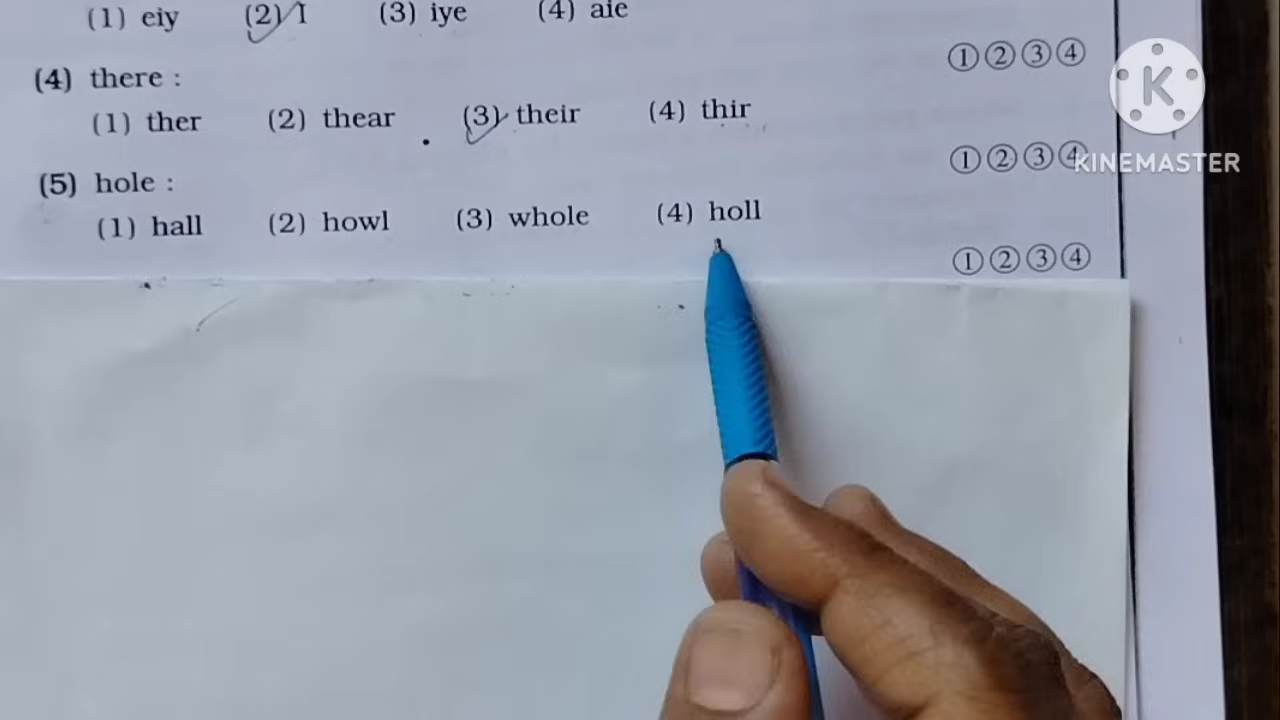 (1) eiy (2) I (3) iye (4) aie
①②③④
(4) there :
(1) ther (2) thear (3) their (4) thir
①②③④
(5) hole :
(1) hall (2) howl (3) whole (4) holl
①②③④
K
KINEMASTER